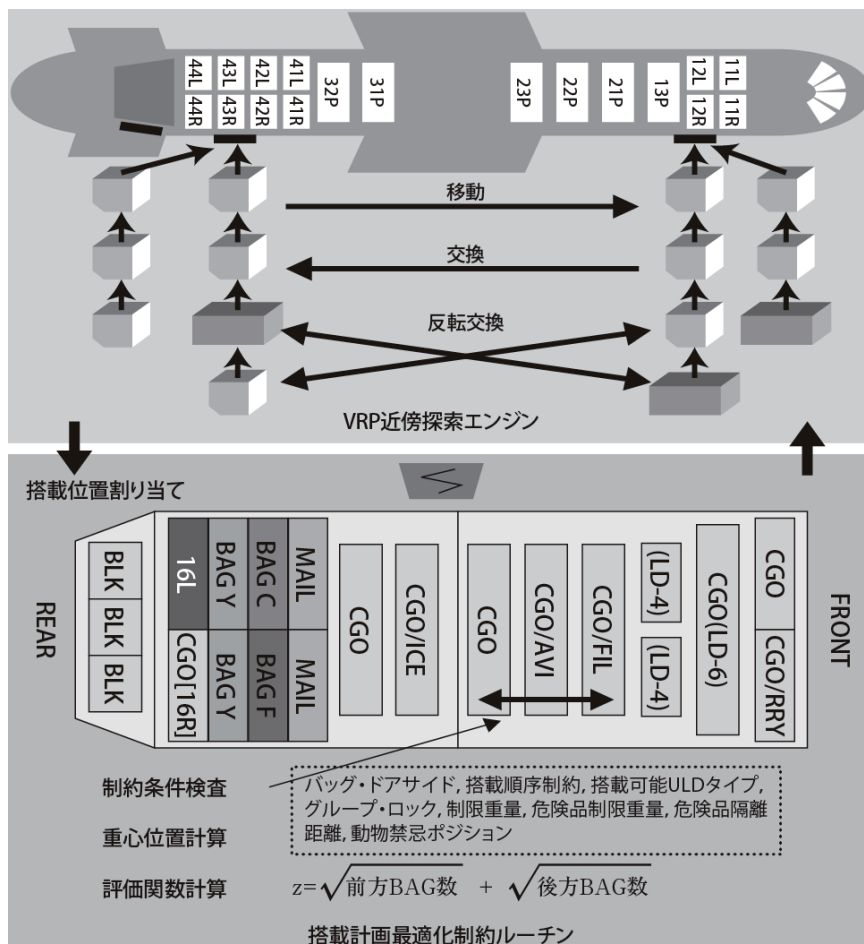 44L 43L 42L 41L 32P 31P 23P 22P 21P 13P 12L 11L
44R 43R 42R 41R 12R 11R
移動
交換
反転交換
VRP近傍探索エンジン
搭載位置割り当て
REAR
BLK
BLK
BLK
16L
BAG Y
BAG C
MAIL
CGO[16R]
BAG Y
BAG F
MAIL
CGO
CGO/ICE
CGO
CGO/AVI
CGO/FIL
(LD-4)
(LD-4)
CGO(LD-6)
CGO
CGO/RRY
FRONT
制約条件検査
バッグ・ドアサイド, 搭載順序制約, 搭載可能ULDタイプ,
グループ・ロック, 制限重量, 危険品制限重量, 危険品隔離
距離, 動物禁忌ポジション
重心位置計算
評価関数計算 z=√前方BAG数 + √後方BAG数
搭載計画最適化制約ルーチン